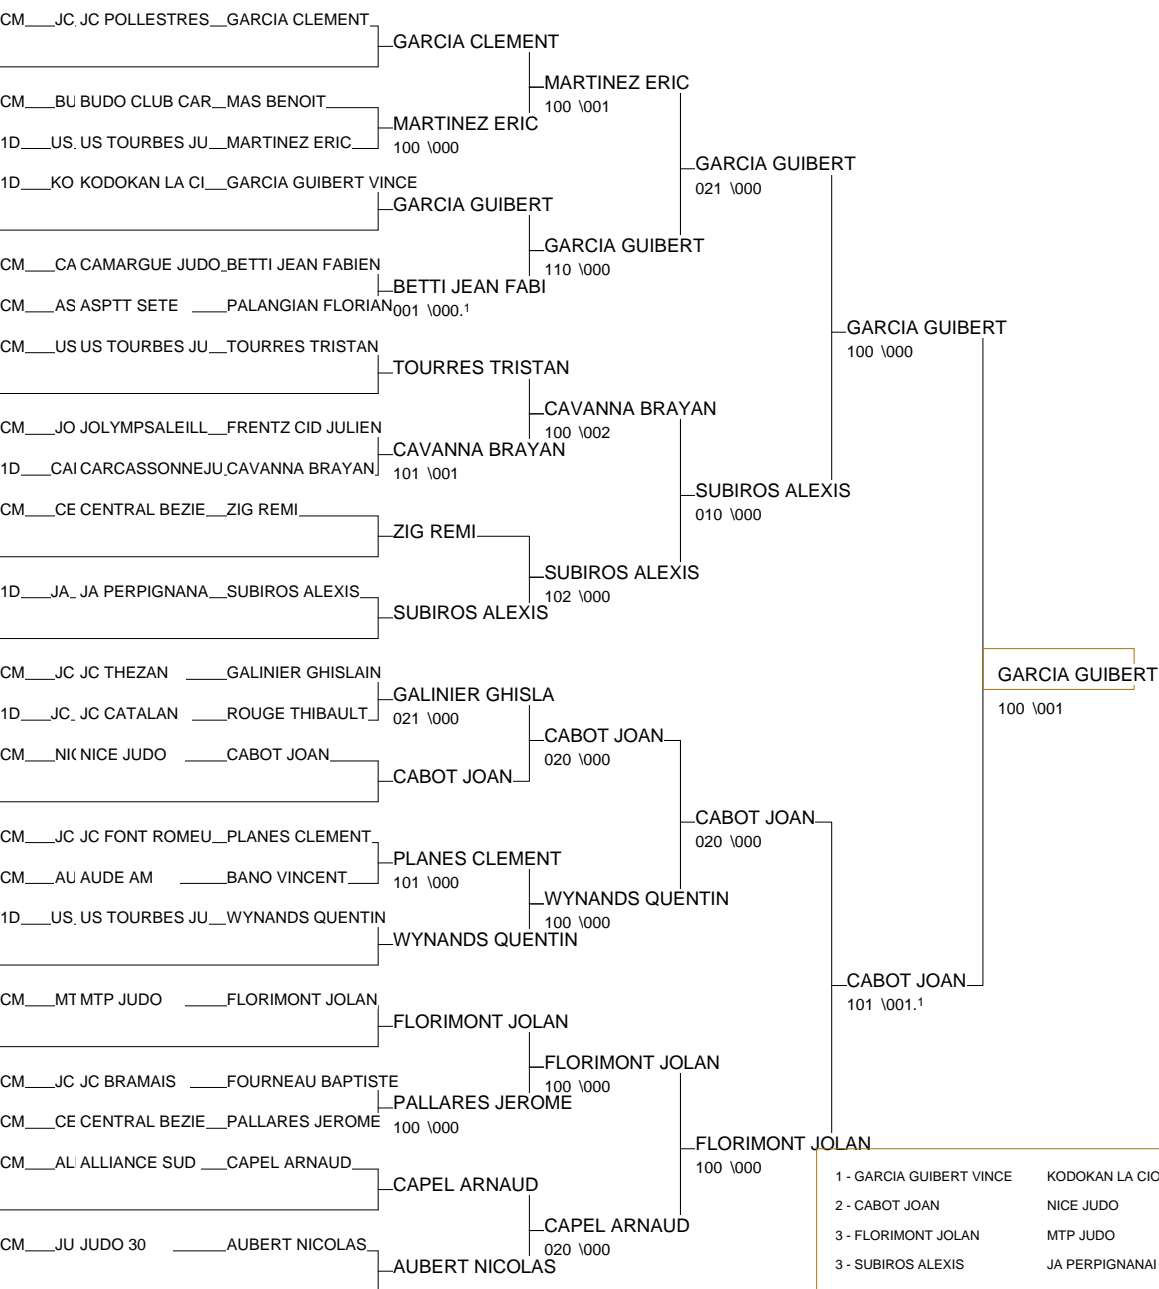 CM JC JC POLLESTRES GARCIA CLEMENT
GARCIA CLEMENT
MARTINEZ ERIC
100 \001
CM BU BUDO CLUB CAR MAS BENOIT
MARTINEZ ERIC
100 \000
1D US US TOURBES JU MARTINEZ ERIC
GARCIA GUIBERT
021 \000
1D KO KODOKAN LA CI GARCIA GUIBERT VINCE
GARCIA GUIBERT
GARCIA GUIBERT
110 \000
CM CA CAMARGUE JUDO BETTI JEAN FABIEN
BETTI JEAN FABI
001 \000.1
CM AS ASPTT SETE PALANGIAN FLORIAN
GARCIA GUIBERT
100 \000
CM US US TOURBES JU TOURRES TRISTAN
TOURRES TRISTAN
CAVANNA BRAYAN
100 \002
CM JO JOLYMPSALEILL FRENTZ CID JULIEN
CAVANNA BRAYAN
101 \001
1D CAI CARCASSONNEJU CAVANNA BRAYAN
SUBIROS ALEXIS
010 \000
CM CE CENTRAL BEZIE ZIG REMI
ZIG REMI
SUBIROS ALEXIS
102 \000
1D JA JA PERPIGNANA SUBIROS ALEXIS
SUBIROS ALEXIS
GARCIA GUIBERT
100 \001
CM JC JC THEZAN GALINIER GHISLAIN
GALINIER GHISLA
021 \000
1D JC JC CATALAN ROUGE THIBAULT
CABOT JOAN
020 \000
CM NI NICE JUDO CABOT JOAN
CABOT JOAN
CABOT JOAN
020 \000
CM JC JC FONT ROMEU PLANES CLEMENT
PLANES CLEMENT
101 \000
CM AU AUDE AM BANO VINCENT
WYNANDS QUENTIN
100 \000
1D US US TOURBES JU WYNANDS QUENTIN
WYNANDS QUENTIN
CABOT JOAN
101 \001.1
CM MT MTP JUDO FLORIMONT JOLAN
FLORIMONT JOLAN
FLORIMONT JOLAN
100 \000
CM JC JC BRAMAIS FOURNEAU BAPTISTE
PALLARES JEROME
100 \000
CM CE CENTRAL BEZIE PALLARES JEROME
FLORIMONT JOLAN
100 \000
CM AL ALLIANCE SUD CAPEL ARNAUD
CAPEL ARNAUD
CAPEL ARNAUD
020 \000
CM JU JUDO 30 AUBERT NICOLAS
AUBERT NICOLAS
1 - GARCIA GUIBERT VINCE KODOKAN LA CIO
2 - CABOT JOAN NICE JUDO
3 - FLORIMONT JOLAN MTP JUDO
3 - SUBIROS ALEXIS JA PERPIGNANAI